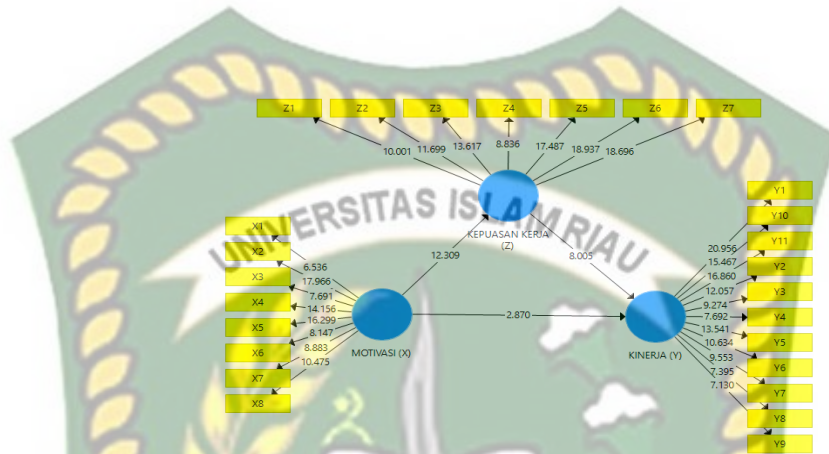 Z1 Z2 Z3 Z4 Z5 Z6 Z7
10.001 11.699 13.617 8.836 17.487 18.937 18.696
UNIVERSITAS ISLAM RIAU
KEPUASAN KERJA
(Z)
12.309
8.005
X1
X2
X3
X4
X5
X6
X7
X8
6.536
17.966
7.691
14.156
16.299
8.147
8.883
10.475
MOTIVASI (X)
2.870
KINERJA (Y)
20.956
15.467
16.860
12.057
9.274
7.692
13.541
10.634
9.553
7.395
7.130
Y1
Y10
Y11
Y2
Y3
Y4
Y5
Y6
Y7
Y8
Y9